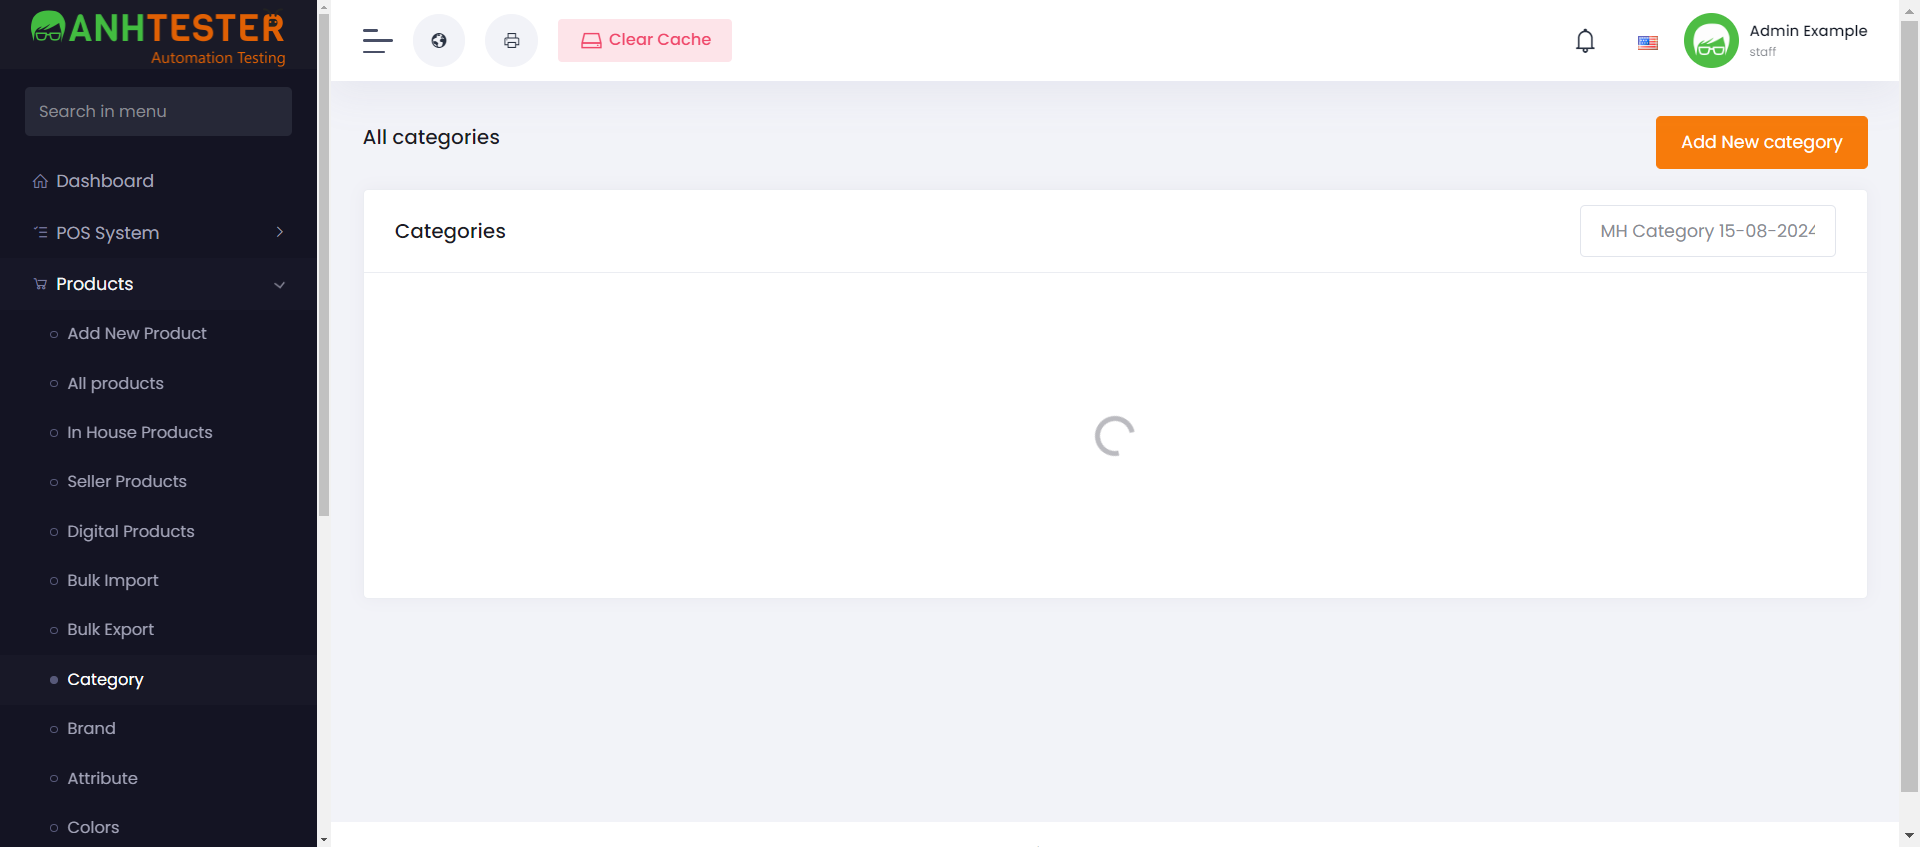 ANHTESTER
Automation Testing
Search in menu
Dashboard
POS System
Products
Add New Product
All products
In House Products
Seller Products
Digital Products
Bulk Import
Bulk Export
Category
Brand
Attribute
Colors
Clear Cache
Admin Example
staff
All categories
Add New category
Categories
MH Category 15-08-2024